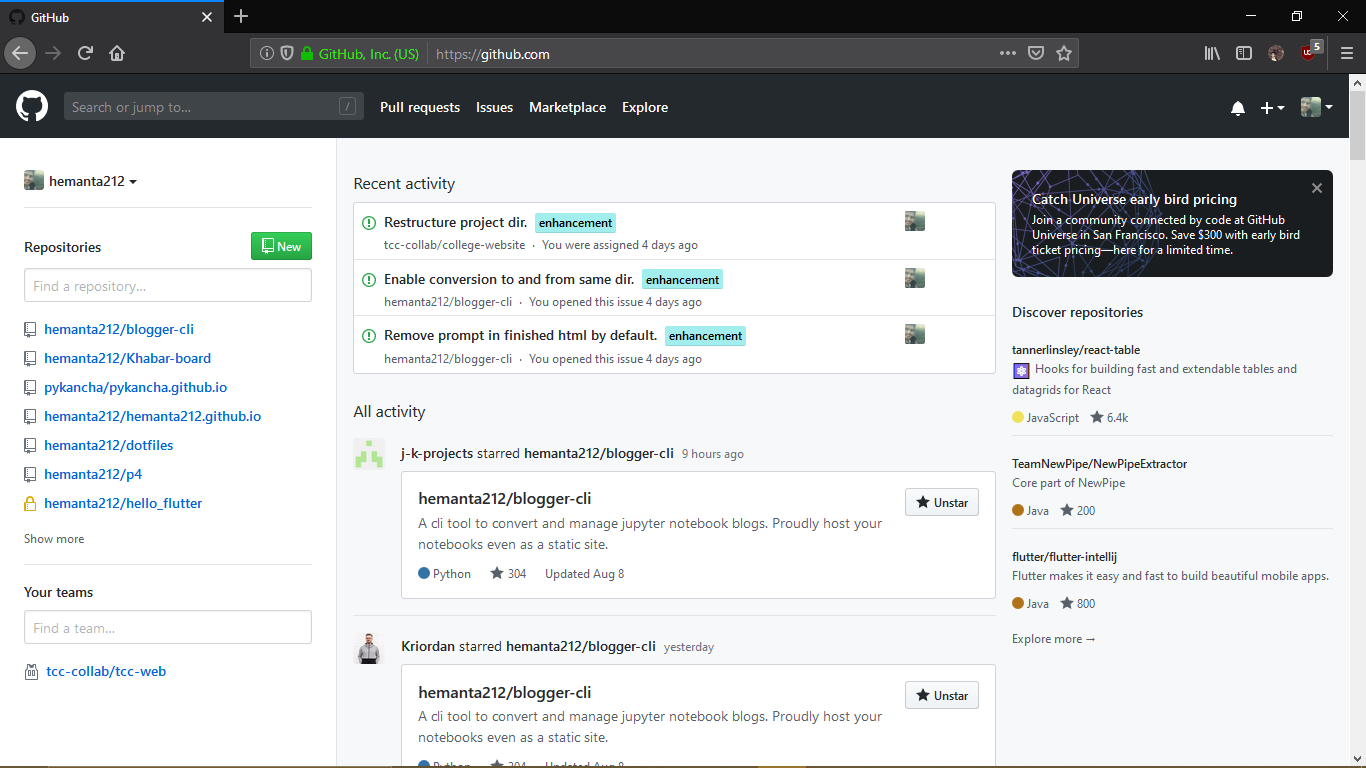 GitHub
GitHub, Inc. (US) https://github.com
5
Search or jump to... /
Pull requests Issues Marketplace Explore
hemanta212
Repositories
New
Find a repository...
hemanta212/blogger-cli
hemanta212/Khabar-board
pykancha/pykancha.github.io
hemanta212/hemanta212.github.io
hemanta212/dotfiles
hemanta212/p4
hemanta212/hello_flutter
Show more
Your teams
Find a team...
tcc-collab/tcc-web
Recent activity
Restructure project dir. enhancement
tcc-collab/college-website · You were assigned 4 days ago
Enable conversion to and from same dir. enhancement
hemanta212/blogger-cli · You opened this issue 4 days ago
Remove prompt in finished html by default. enhancement
hemanta212/blogger-cli · You opened this issue 4 days ago
All activity
j-k-projects starred hemanta212/blogger-cli 9 hours ago
hemanta212/blogger-cli
Unstar
A cli tool to convert and manage jupyter notebook blogs. Proudly host your
notebooks even as a static site.
Python 304 Updated Aug 8
Kriordan starred hemanta212/blogger-cli yesterday
hemanta212/blogger-cli
Unstar
A cli tool to convert and manage jupyter notebook blogs. Proudly host your
notebooks even as a static site.
Python 304 Updated Aug 8
Catch Universe early bird pricing
Join a community connected by code at GitHub
Universe in San Francisco. Save $300 with early bird
ticket pricing—here for a limited time.
Discover repositories
tannerlinsley/react-table
Hooks for building fast and extendable tables and
datagrids for React
JavaScript 6.4k
TeamNewPipe/NewPipeExtractor
Core part of NewPipe
Java 200
flutter/flutter-intellij
Flutter makes it easy and fast to build beautiful mobile apps.
Java 800
Explore more →